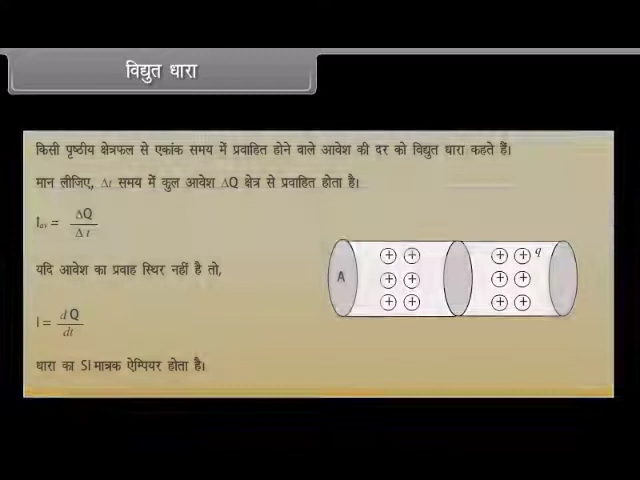 विद्युत धारा
किसी पृष्ठीय क्षेत्रफल से एकांक समय में प्रवाहित होने वाले आवेश की दर को विद्युत धारा कहते हैं।
मान लीजिए, Δt समय में कुल आवेश ΔQ क्षेत्र से प्रवाहित होता है।
I_av = ΔQ / Δt
यदि आवेश का प्रवाह स्थिर नहीं है तो,
I = dQ / dt
धारा का SI मात्रक ऐम्पियर होता है।
A
+ + + + q
+ + + +
+ + + +